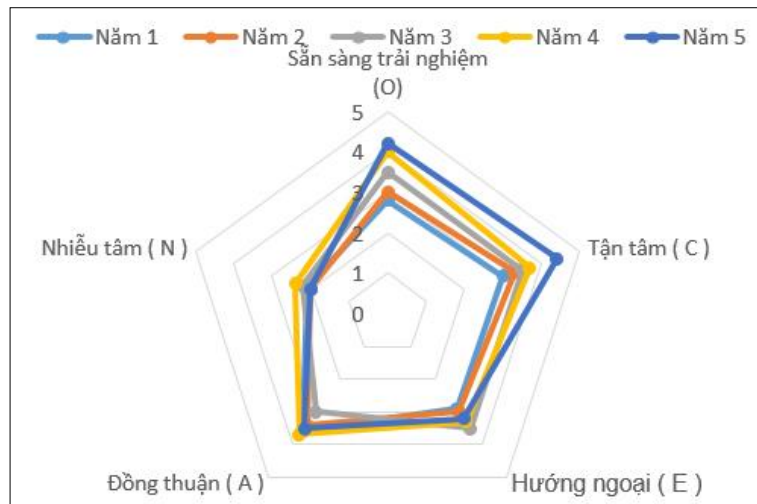 Năm 1 Năm 2 Năm 3 Năm 4 Năm 5
Sẵn sàng trải nghiệm
(O)
5
4
3
2
1
0
Nhiễu tâm ( N )
Tận tâm ( C )
Đồng thuận ( A )
Hướng ngoại ( E )